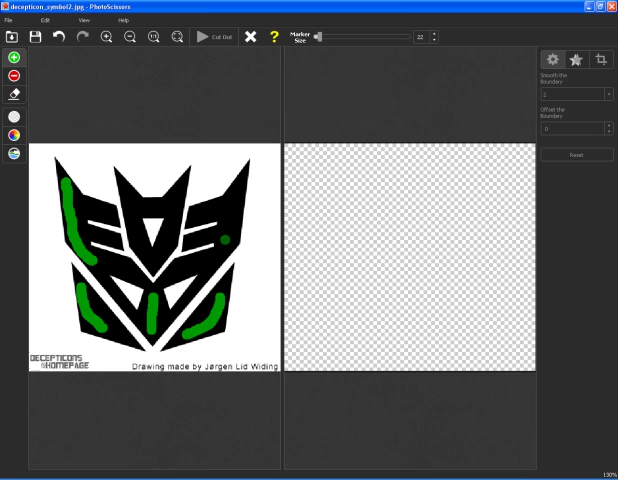 decepticon_symbol2.jpg - PhotoScissors
File Edit View Help
Cut Out
Marker
Size
22
Smooth the
Boundary
2
Offset the
Boundary
0
Reset
DECEPTICONS
@HOMEPAGE
Drawing made by Jørgen Lid Widing
130%